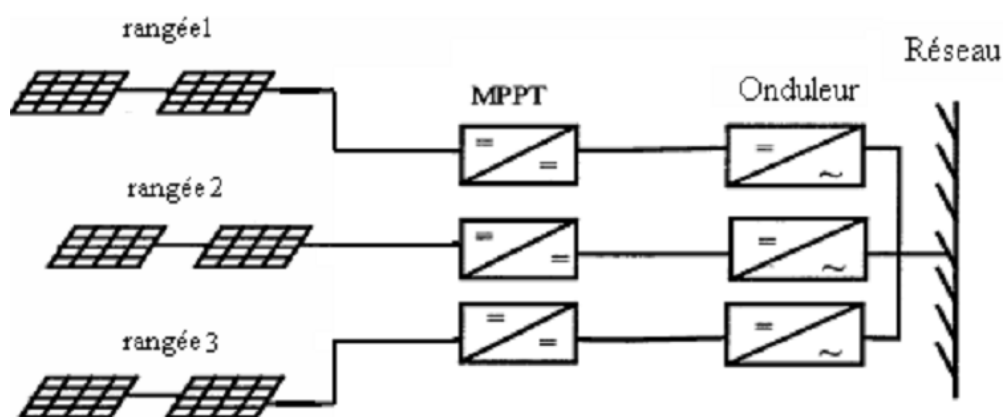 rangée1
Réseau
MPPT
Onduleur
=
=
=
~
rangée 2
=
=
=
~
rangée 3
=
=
=
~